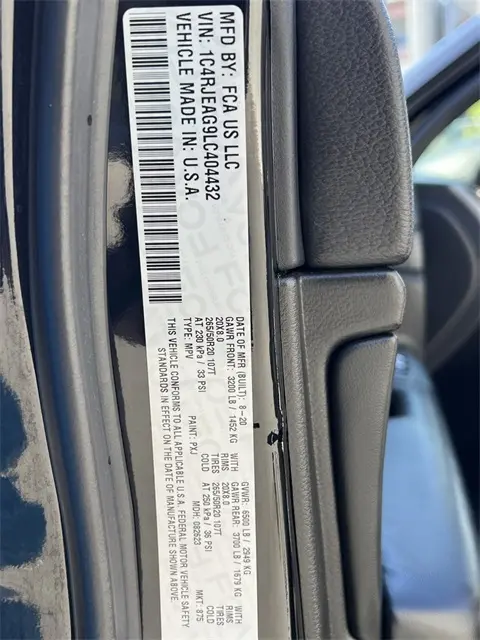 MFD BY: FCA US LLC
VIN: 1C4RJEAG9LC404432
VEHICLE MADE IN: U.S.A.
DATE OF MFR (BUILT): 8-20 GVWR: 6500 LB / 2949 KG
GAWR FRONT: 3200 LB / 1452 KG WITH GAWR REAR: 3700 LB / 1679 KG WITH
20X8.0 RIMS 20X8.0 RIMS
265/50R20 107T TIRES 265/50R20 107T TIRES
AT 230 kPa / 33 PSI COLD AT 250 kPa / 36 PSI COLD
TYPE: MPV PAINT: PXJ MDH: 082623 MKT: 875
THIS VEHICLE CONFORMS TO ALL APPLICABLE U.S.A. FEDERAL MOTOR VEHICLE SAFETY
STANDARDS IN EFFECT ON THE DATE OF MANUFACTURE SHOWN ABOVE.